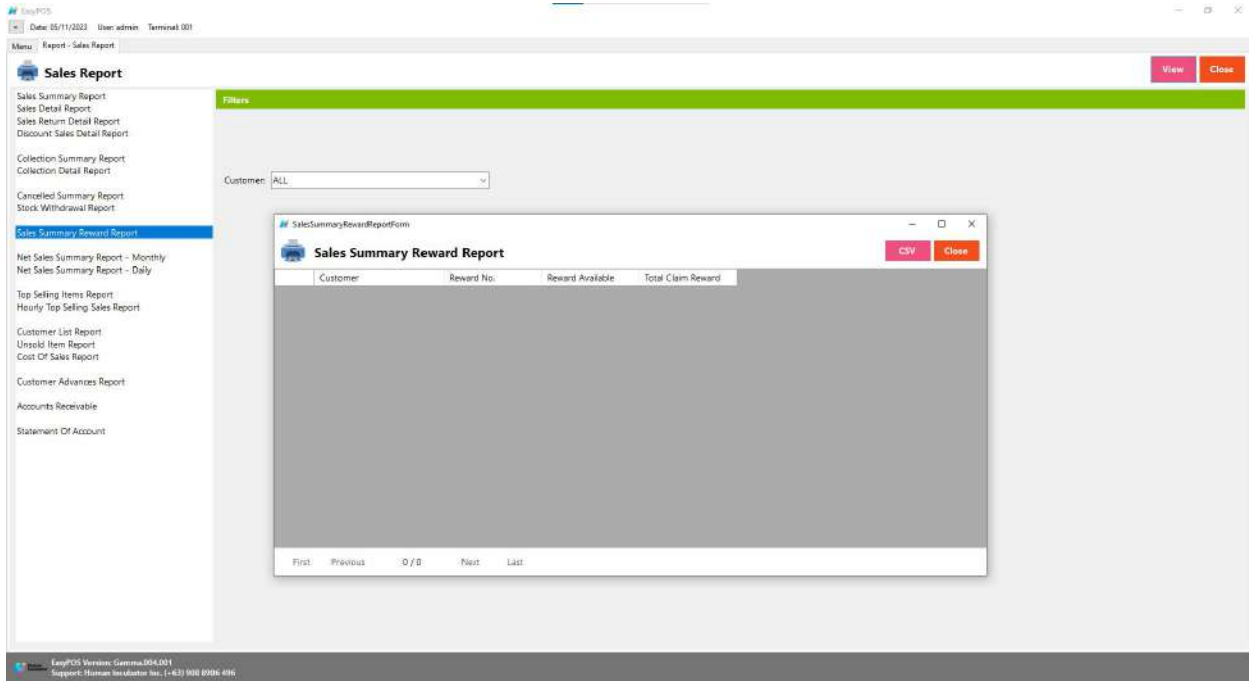 EasyPOS
Date: 05/11/2023 User: admin Terminal: 001
Menu Report - Sales Report
Sales Report
View Close
Sales Summary Report
Sales Detail Report
Sales Return Detail Report
Discount Sales Detail Report
Collection Summary Report
Collection Detail Report
Cancelled Summary Report
Stock Withdrawal Report
Sales Summary Reward Report
Net Sales Summary Report - Monthly
Net Sales Summary Report - Daily
Top Selling Items Report
Hourly Top Selling Sales Report
Customer List Report
Unsold Item Report
Cost Of Sales Report
Customer Advances Report
Accounts Receivable
Statement Of Account
Filters
Customer: ALL
SalesSummaryRewardReportForm
Sales Summary Reward Report
CSV Close
Customer Reward No. Reward Available Total Claim Reward
First Previous 0 / 0 Next Last
EasyPOS Version: Gamma.004.001
Support: Human Incubator Inc. (+63) 908 8906 496